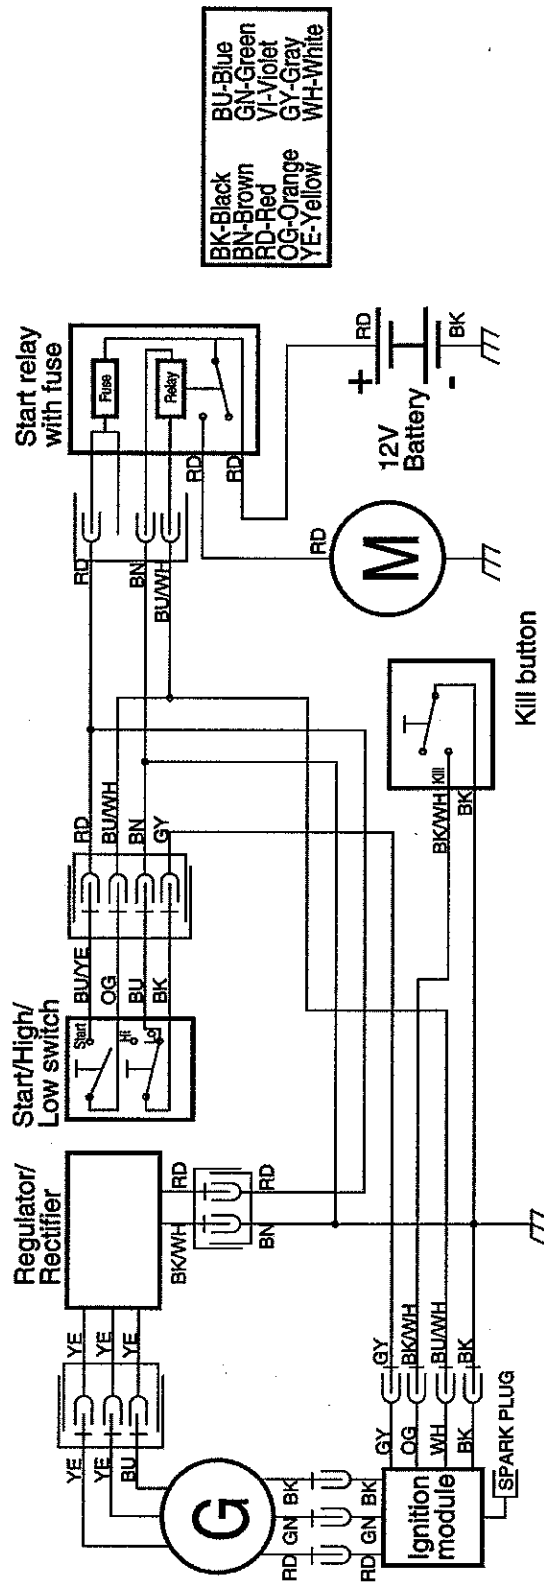 Regulator/
Rectifier
Start/High/
Low switch
Start relay
with fuse
YE
YE
BU
YE
YE
YE
BK/WH
RD
BN
RD
Start
Hi
Lo
BU/YE
OG
BU
BK
RD
BU/WH
BN
GY
RD
BN
BU/WH
Fuse
Relay
RD
RD
G
RD
GN
BK
RD
GN
BK
Ignition
module
SPARK PLUG
GY
OG
WH
BK
GY
BK/WH
BU/WH
BK
BK/WH
BK
Kill
Kill button
RD
M
12V
Battery
+
-
RD
BK
BK-Black
BN-Brown
RD-Red
OG-Orange
YE-Yellow
BU-Blue
GN-Green
VI-Violet
GY-Gray
WH-White